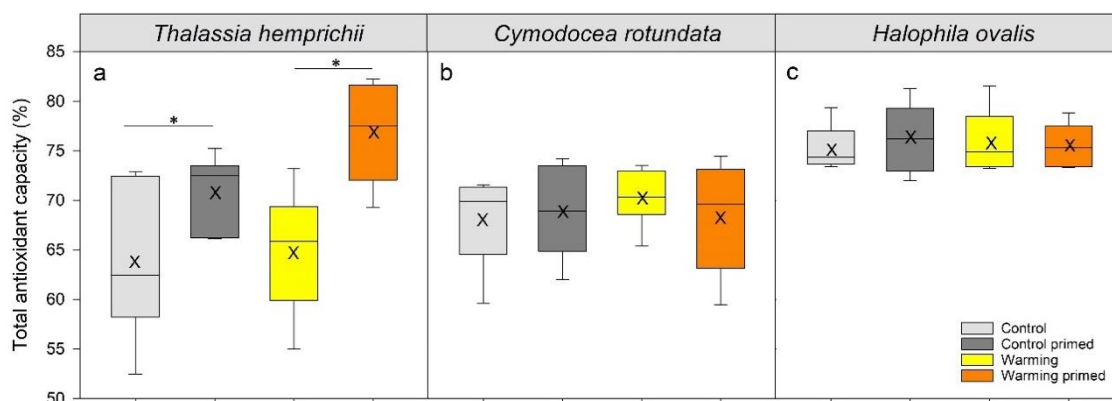 Thalassia hemprichii
Cymodocea rotundata
Halophila ovalis
Total antioxidant capacity (%)
85
80
75
70
65
60
55
50
a
*
*
X
X
X
X
b
X
X
X
X
c
X
X
X
X
Control
Control primed
Warming
Warming primed